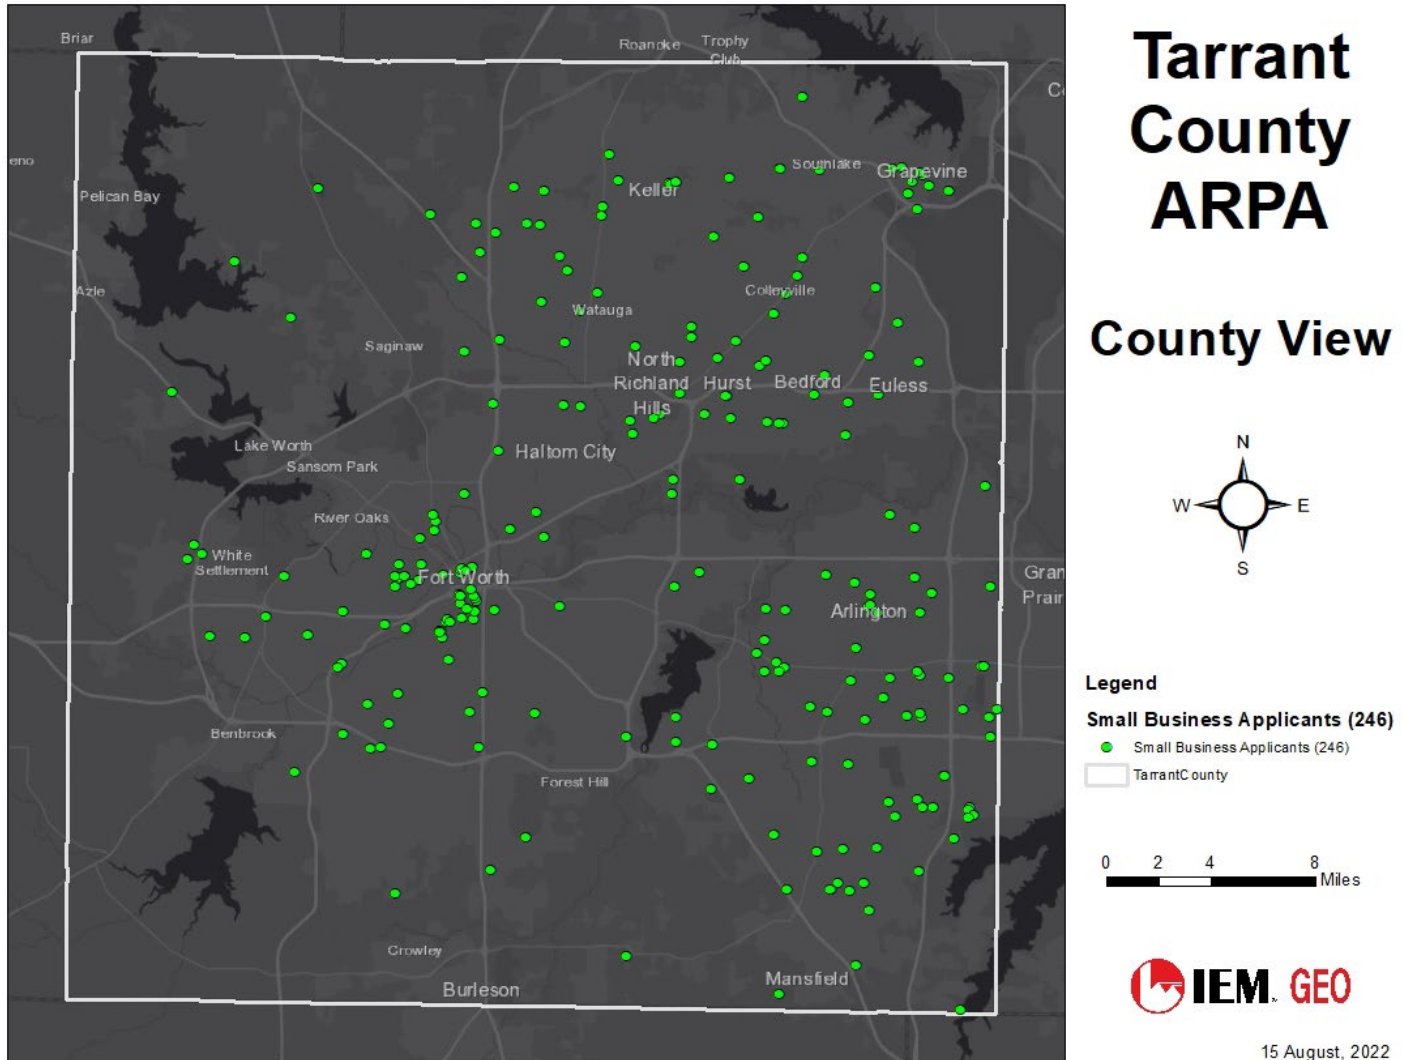 Briar
Roanoke
Trophy
Club
eno
Southlake
Grapevine
Keller
Pelican Bay
Azle
Colleyville
Watauga
Saginaw
North
Richland
Hills
Hurst
Bedford
Euless
Lake Worth
Sansom Park
Haltom City
River Oaks
White
Settlement
Fort Worth
Gran
Prair
Arlington
Benbrook
Forest Hill
Crowley
Burleson
Mansfield
Tarrant
County
ARPA
County View
N
W
E
S
Legend
Small Business Applicants (246)
Small Business Applicants (246)
TarrantCounty
0 2 4 8
Miles
IEM GEO
15 August, 2022